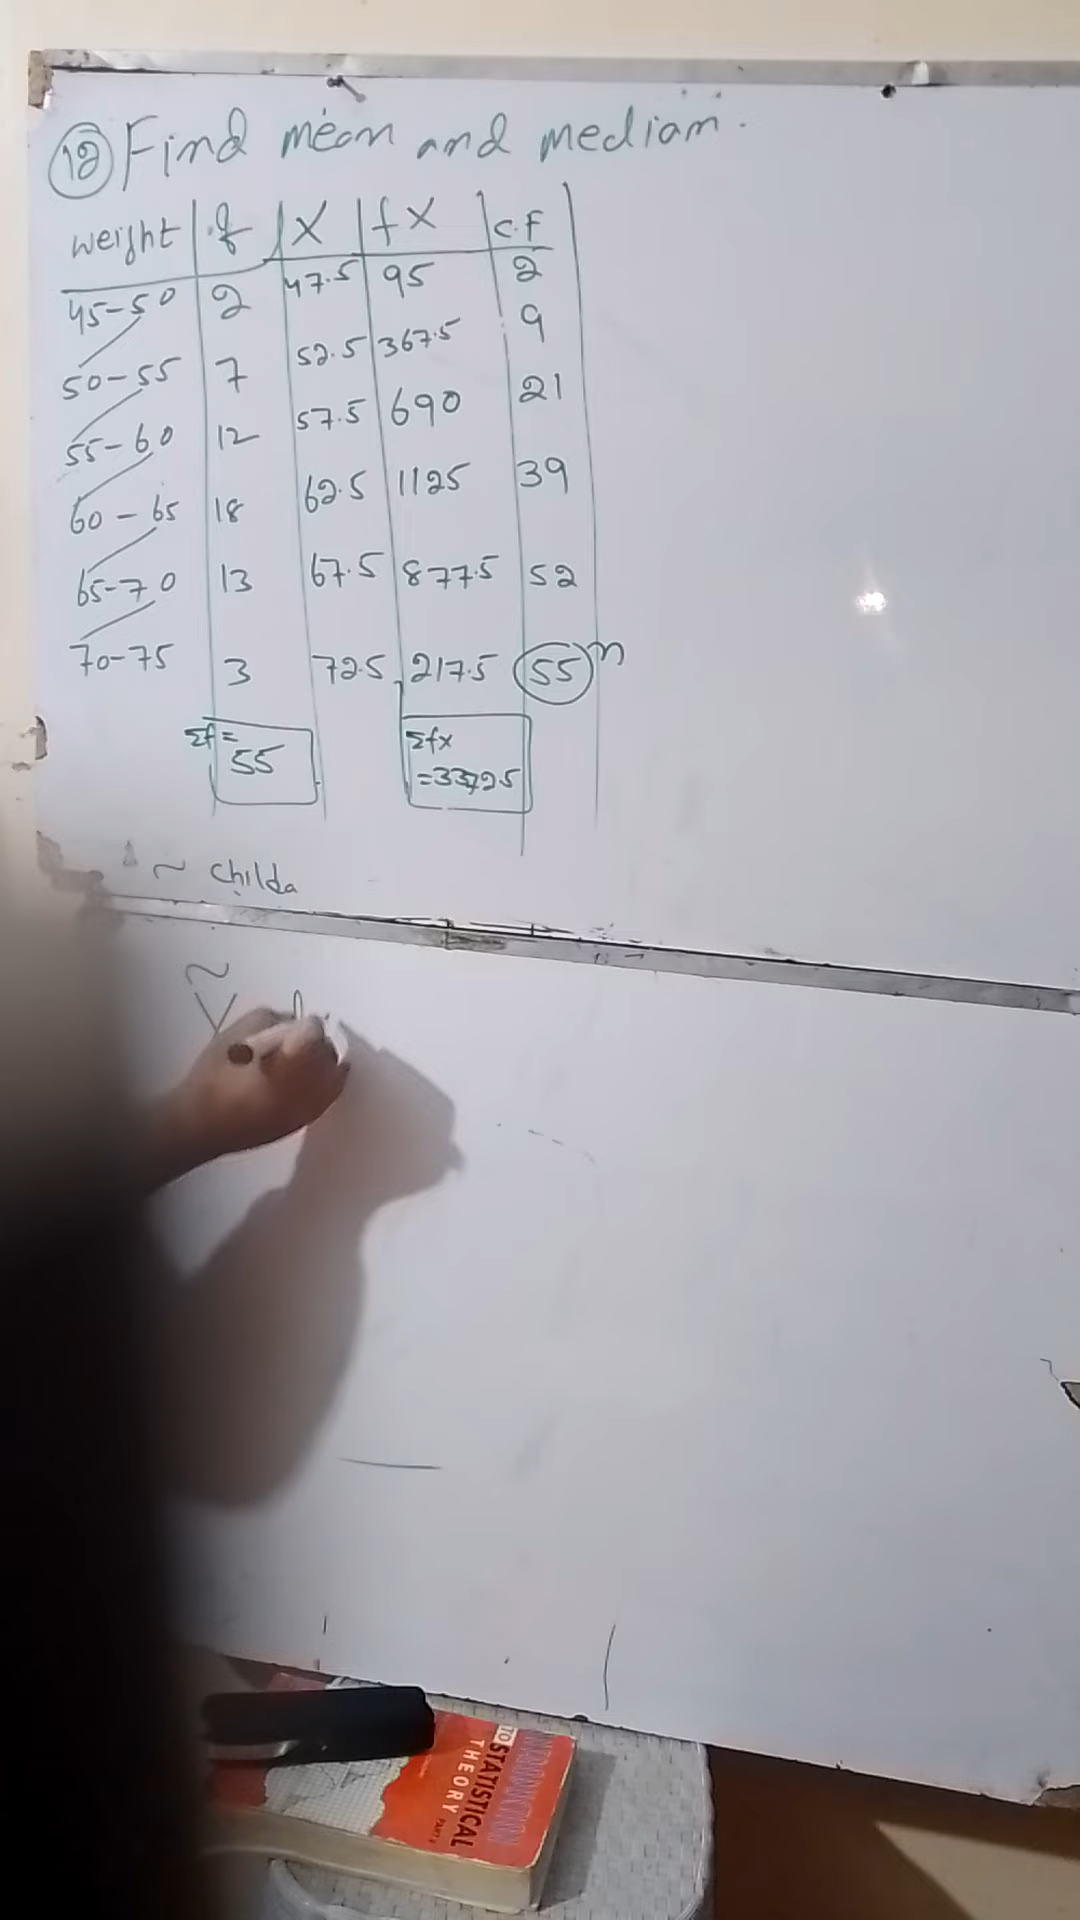 12 Find mean and median.
weight f X fX C.F
45-50 2 47.5 95 2
50-55 7 52.5 367.5 9
55-60 12 57.5 690 21
60-65 18 62.5 1125 39
65-70 13 67.5 877.5 52
70-75 3 72.5 217.5 55 n
Σf= 55 Σfx =3372.5
~ Childa
~
TO STATISTICAL
THEORY PART I